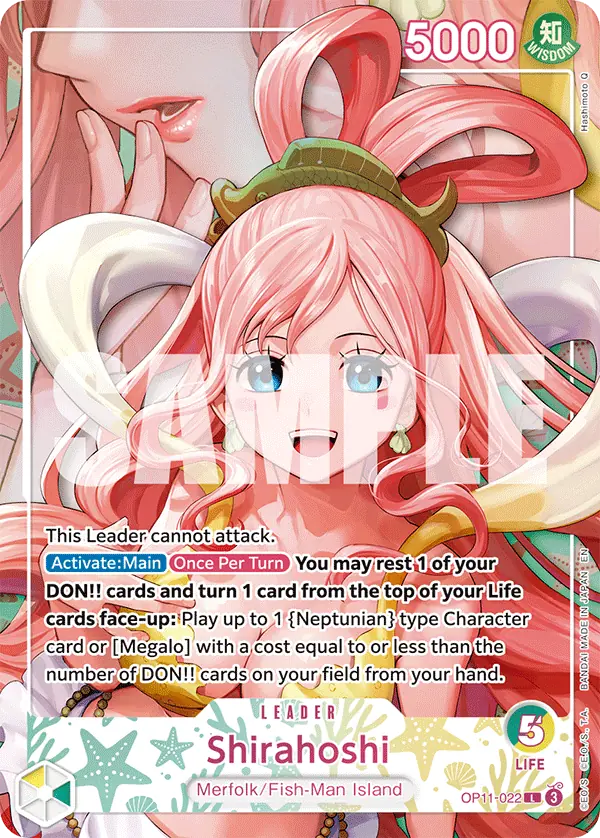 5000
知
WISDOM
Hashimoto Q
SAMPLE
This Leader cannot attack.
Activate:Main Once Per Turn You may rest 1 of your
DON!! cards and turn 1 card from the top of your Life
cards face-up: Play up to 1 {Neptunian} type Character
card or [Megalo] with a cost equal to or less than the
number of DON!! cards on your field from your hand.
©E.O/S. ©E.O./S., T.A. BANDAI MADE IN JAPAN EN
LEADER
Shirahoshi
5
LIFE
Merfolk/Fish-Man Island
OP11-022 L 3